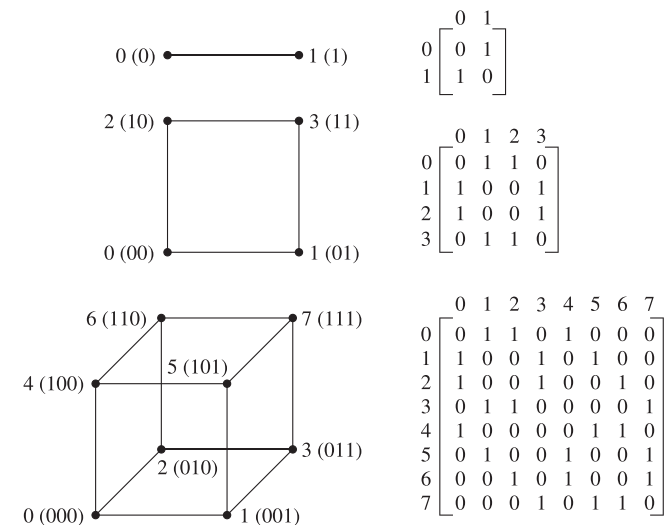 0 (0) 1 (1)
0 1
0 0 1
1 1 0
2 (10) 3 (11)
0 (00) 1 (01)
0 1 2 3
0 0 1 1 0
1 1 0 0 1
2 1 0 0 1
3 0 1 1 0
6 (110) 7 (111)
5 (101)
4 (100)
3 (011)
2 (010)
0 (000) 1 (001)
0 1 2 3 4 5 6 7
0 0 1 1 0 1 0 0 0
1 1 0 0 1 0 1 0 0
2 1 0 0 1 0 0 1 0
3 0 1 1 0 0 0 0 1
4 1 0 0 0 0 1 1 0
5 0 1 0 0 1 0 0 1
6 0 0 1 0 1 0 0 1
7 0 0 0 1 0 1 1 0